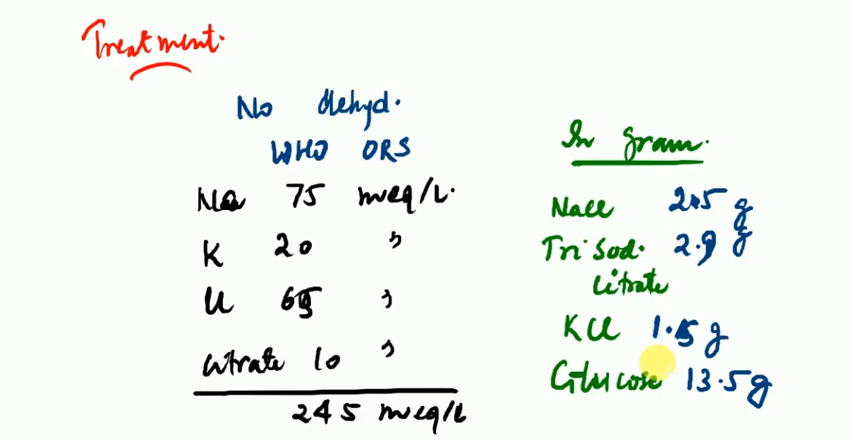 Treatment.
No dehyd.
WHO ORS
Na 75 meq/L.
K 20 "
Cl 65 "
Citrate 10 "
245 meq/L
In gram.
NaCl 2.5 g
Tri Sod. 2.9 g
Citrate
KCl 1.5 g
Glucose 13.5 g